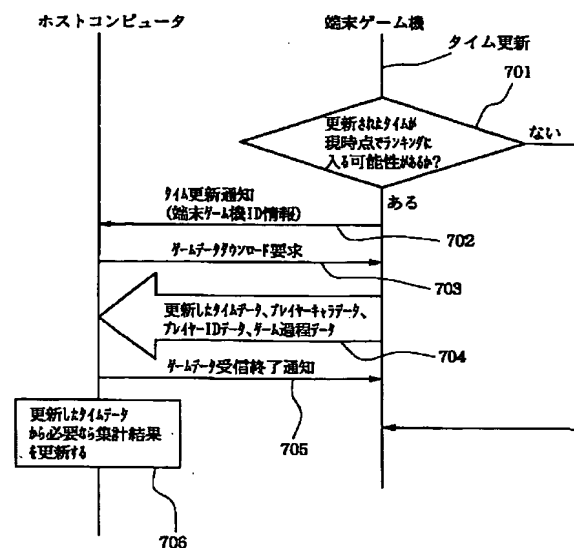 ホストコンピュータ
端末ゲーム機
タイム更新
701
更新されたタイムが
現時点でランキングに
入る可能性があるか?
ない
ある
タイム更新通知
(端末ゲーム機ID情報)
702
ゲームデータダウンロード要求
703
更新したタイムデータ、プレイヤーキャラデータ、
プレイヤーIDデータ、ゲーム過程データ
704
ゲームデータ受信終了通知
705
更新したタイムデータ
から必要なら集計結果
を更新する
706